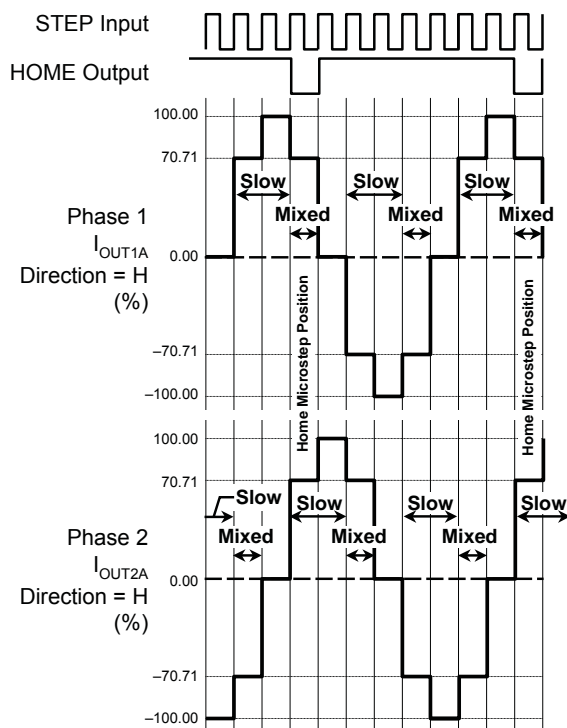 STEP Input
HOME Output
100.00
70.71
Slow
Slow
Slow
Mixed
Mixed
Mixed
Phase 1
IOUT1A
Direction = H
(%)
0.00
Home Microstep Position
Home Microstep Position
–70.71
–100.00
100.00
70.71
Slow
Slow
Slow
Slow
Mixed
Mixed
Mixed
Phase 2
IOUT2A
Direction = H
(%)
0.00
–70.71
–100.00